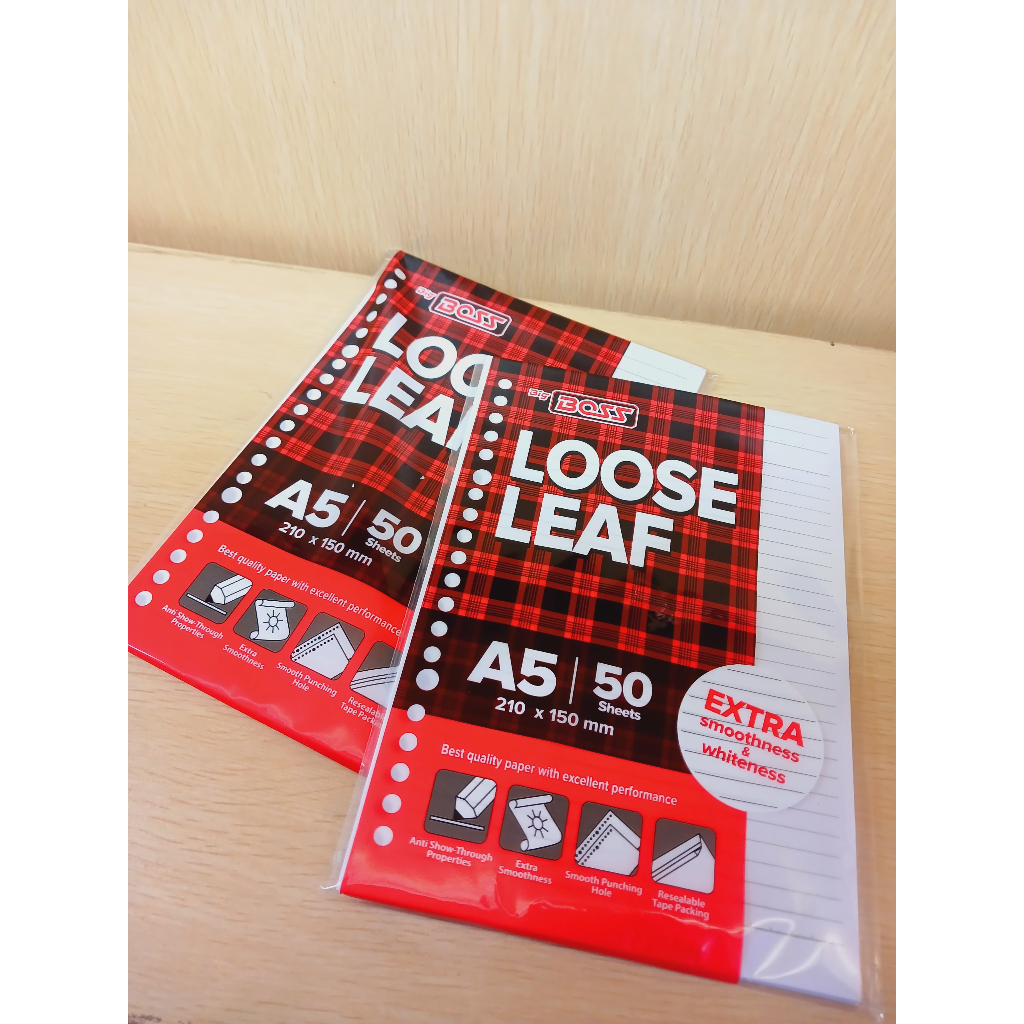 Big BOSS
LOO
LEA
A5 | 50
Sheets
210 x 150 mm
Best quality paper with excellent performance
Anti Show-Through
Properties
Extra
Smoothness
Smooth Punching
Hole
Resealable
Tape Packing
Big BOSS
LOOSE
LEAF
A5 | 50
Sheets
210 x 150 mm
EXTRA
smoothness
&
whiteness
Best quality paper with excellent performance
Anti Show-Through
Properties
Extra
Smoothness
Smooth Punching
Hole
Resealable
Tape Packing